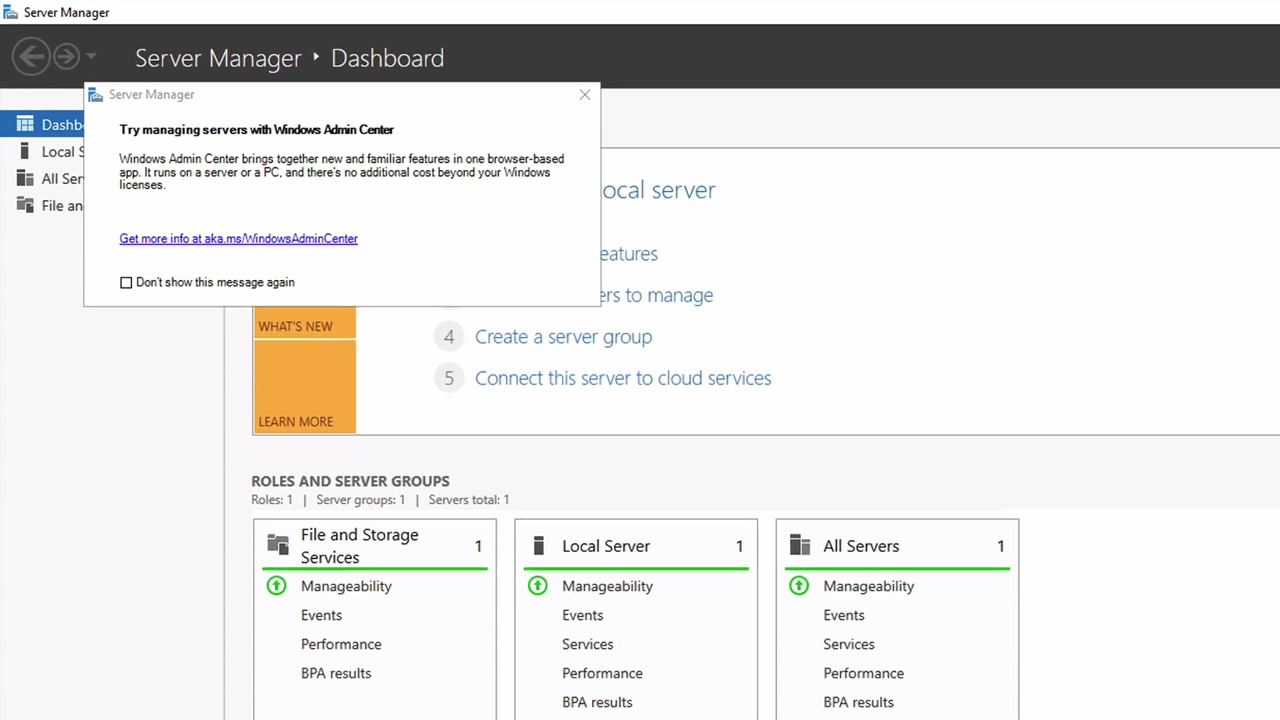 Server Manager
Server Manager ‣ Dashboard
Server Manager
Try managing servers with Windows Admin Center
Windows Admin Center brings together new and familiar features in one browser-based
app. It runs on a server or a PC, and there's no additional cost beyond your Windows
licenses.
Get more info at aka.ms/WindowsAdminCenter
Don't show this message again
Dashb
Local S
All Ser
File an
ocal server
eatures
ers to manage
4 Create a server group
5 Connect this server to cloud services
WHAT'S NEW
LEARN MORE
ROLES AND SERVER GROUPS
Roles: 1 | Server groups: 1 | Servers total: 1
File and Storage
Services 1
Manageability
Events
Performance
BPA results
Local Server 1
Manageability
Events
Services
Performance
BPA results
All Servers 1
Manageability
Events
Services
Performance
BPA results